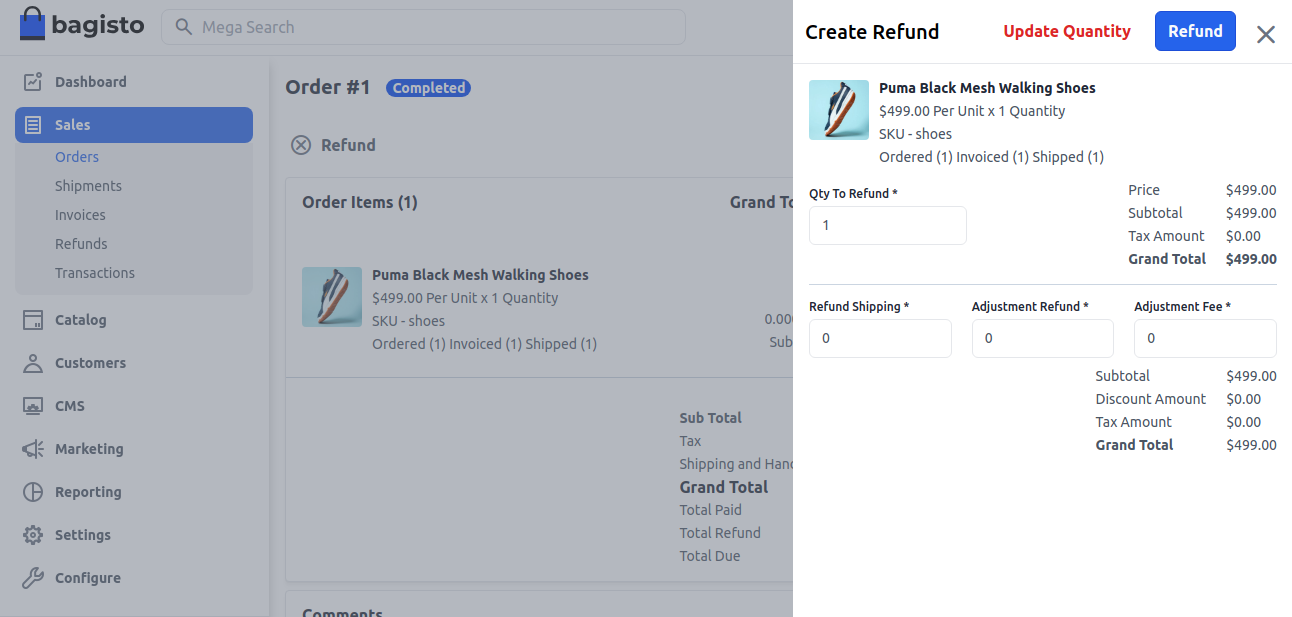 bagisto
Mega Search
Dashboard
Sales
Orders
Shipments
Invoices
Refunds
Transactions
Catalog
Customers
CMS
Marketing
Reporting
Settings
Configure
Order #1 Completed
Refund
Order Items (1) Grand
Puma Black Mesh Walking Shoes
$499.00 Per Unit x 1 Quantity
SKU - shoes
Ordered (1) Invoiced (1) Shipped (1)
Sub Total
Tax
Shipping and
Grand Total
Total Paid
Total Refund
Total Due
Comments
Create Refund Update Quantity Refund
Puma Black Mesh Walking Shoes
$499.00 Per Unit x 1 Quantity
SKU - shoes
Ordered (1) Invoiced (1) Shipped (1)
Qty To Refund *
1
Price $499.00
Subtotal $499.00
Tax Amount $0.00
Grand Total $499.00
Refund Shipping * Adjustment Refund * Adjustment Fee *
0 0 0
Subtotal $499.00
Discount Amount $0.00
Tax Amount $0.00
Grand Total $499.00